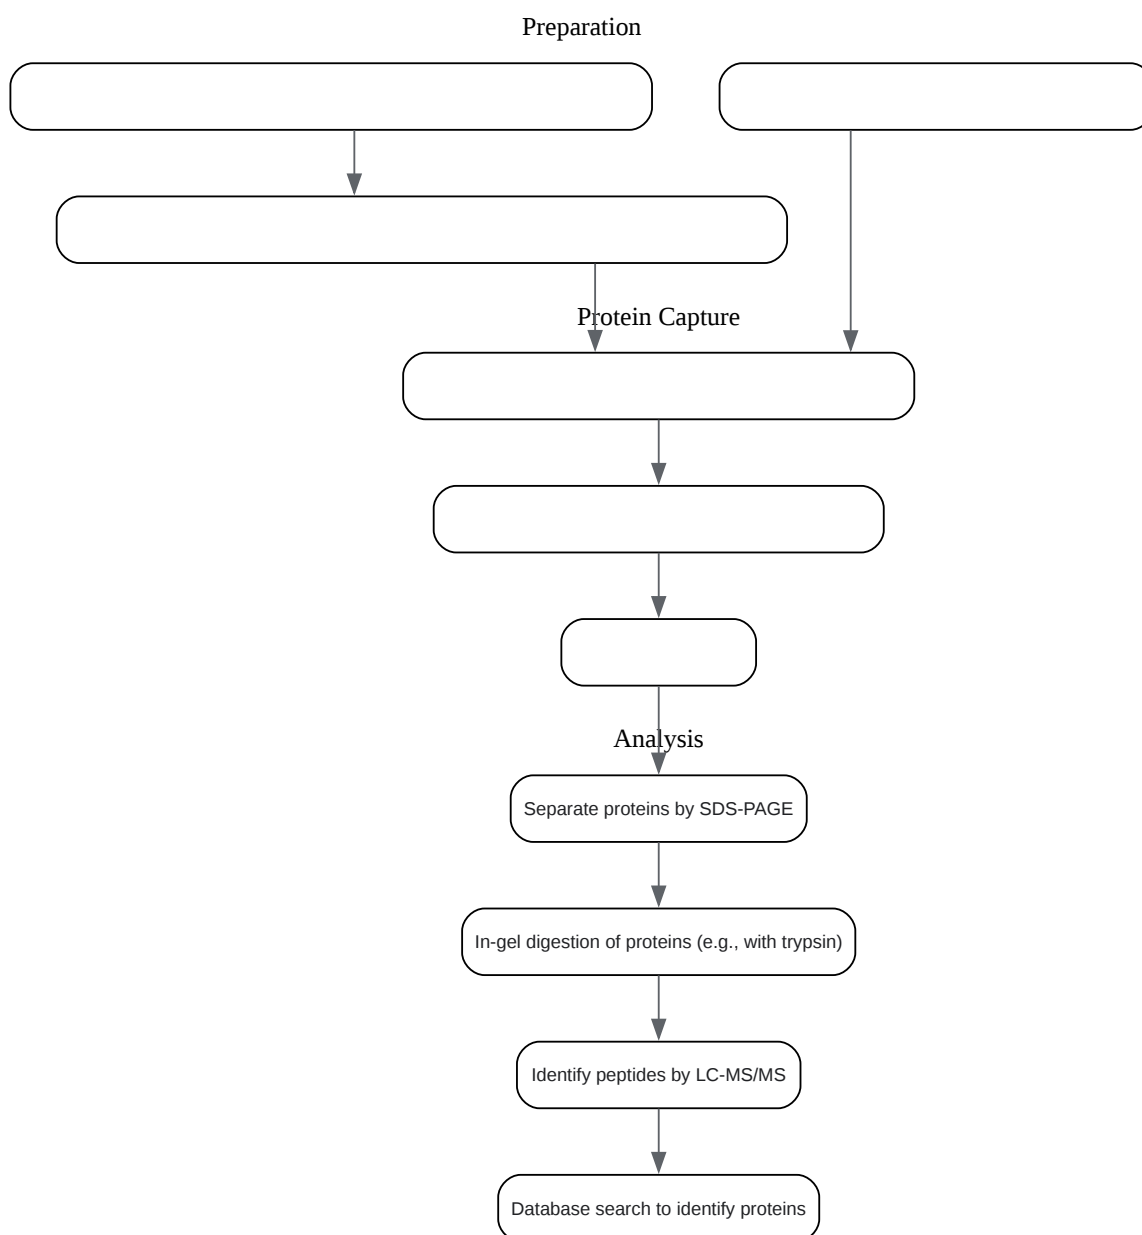 Preparation
Protein Capture
Analysis
Separate proteins by SDS-PAGE
In-gel digestion of proteins (e.g., with trypsin)
Identify peptides by LC-MS/MS
Database search to identify proteins